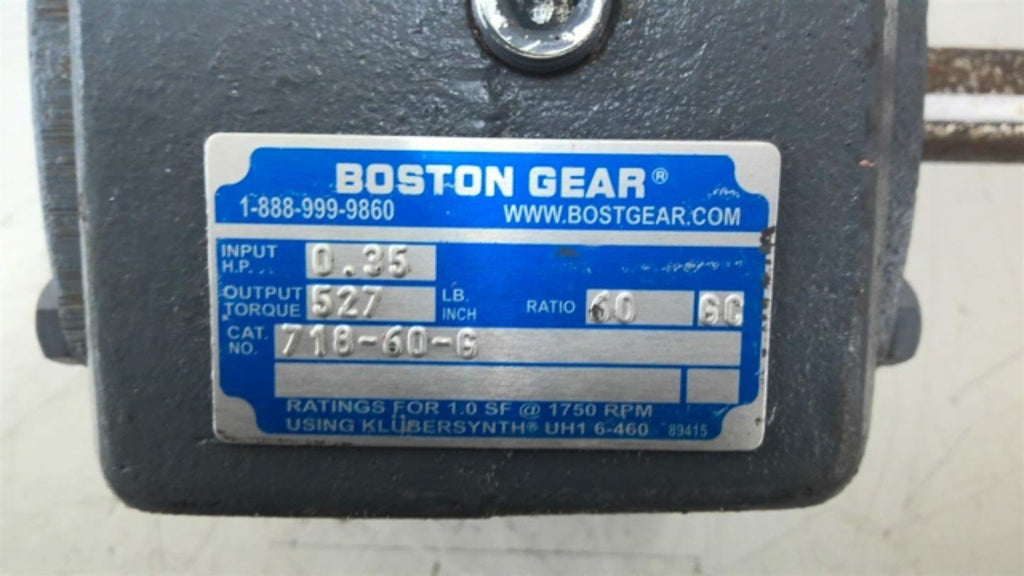 BOSTON GEAR®
1-888-999-9860 WWW.BOSTGEAR.COM
INPUT H.P. 0.35
OUTPUT TORQUE 527 LB. INCH RATIO 60 GC
CAT. NO. 718-60-G
RATINGS FOR 1.0 SF @ 1750 RPM
USING KLÜBERSYNTH® UH1 6-460 89415